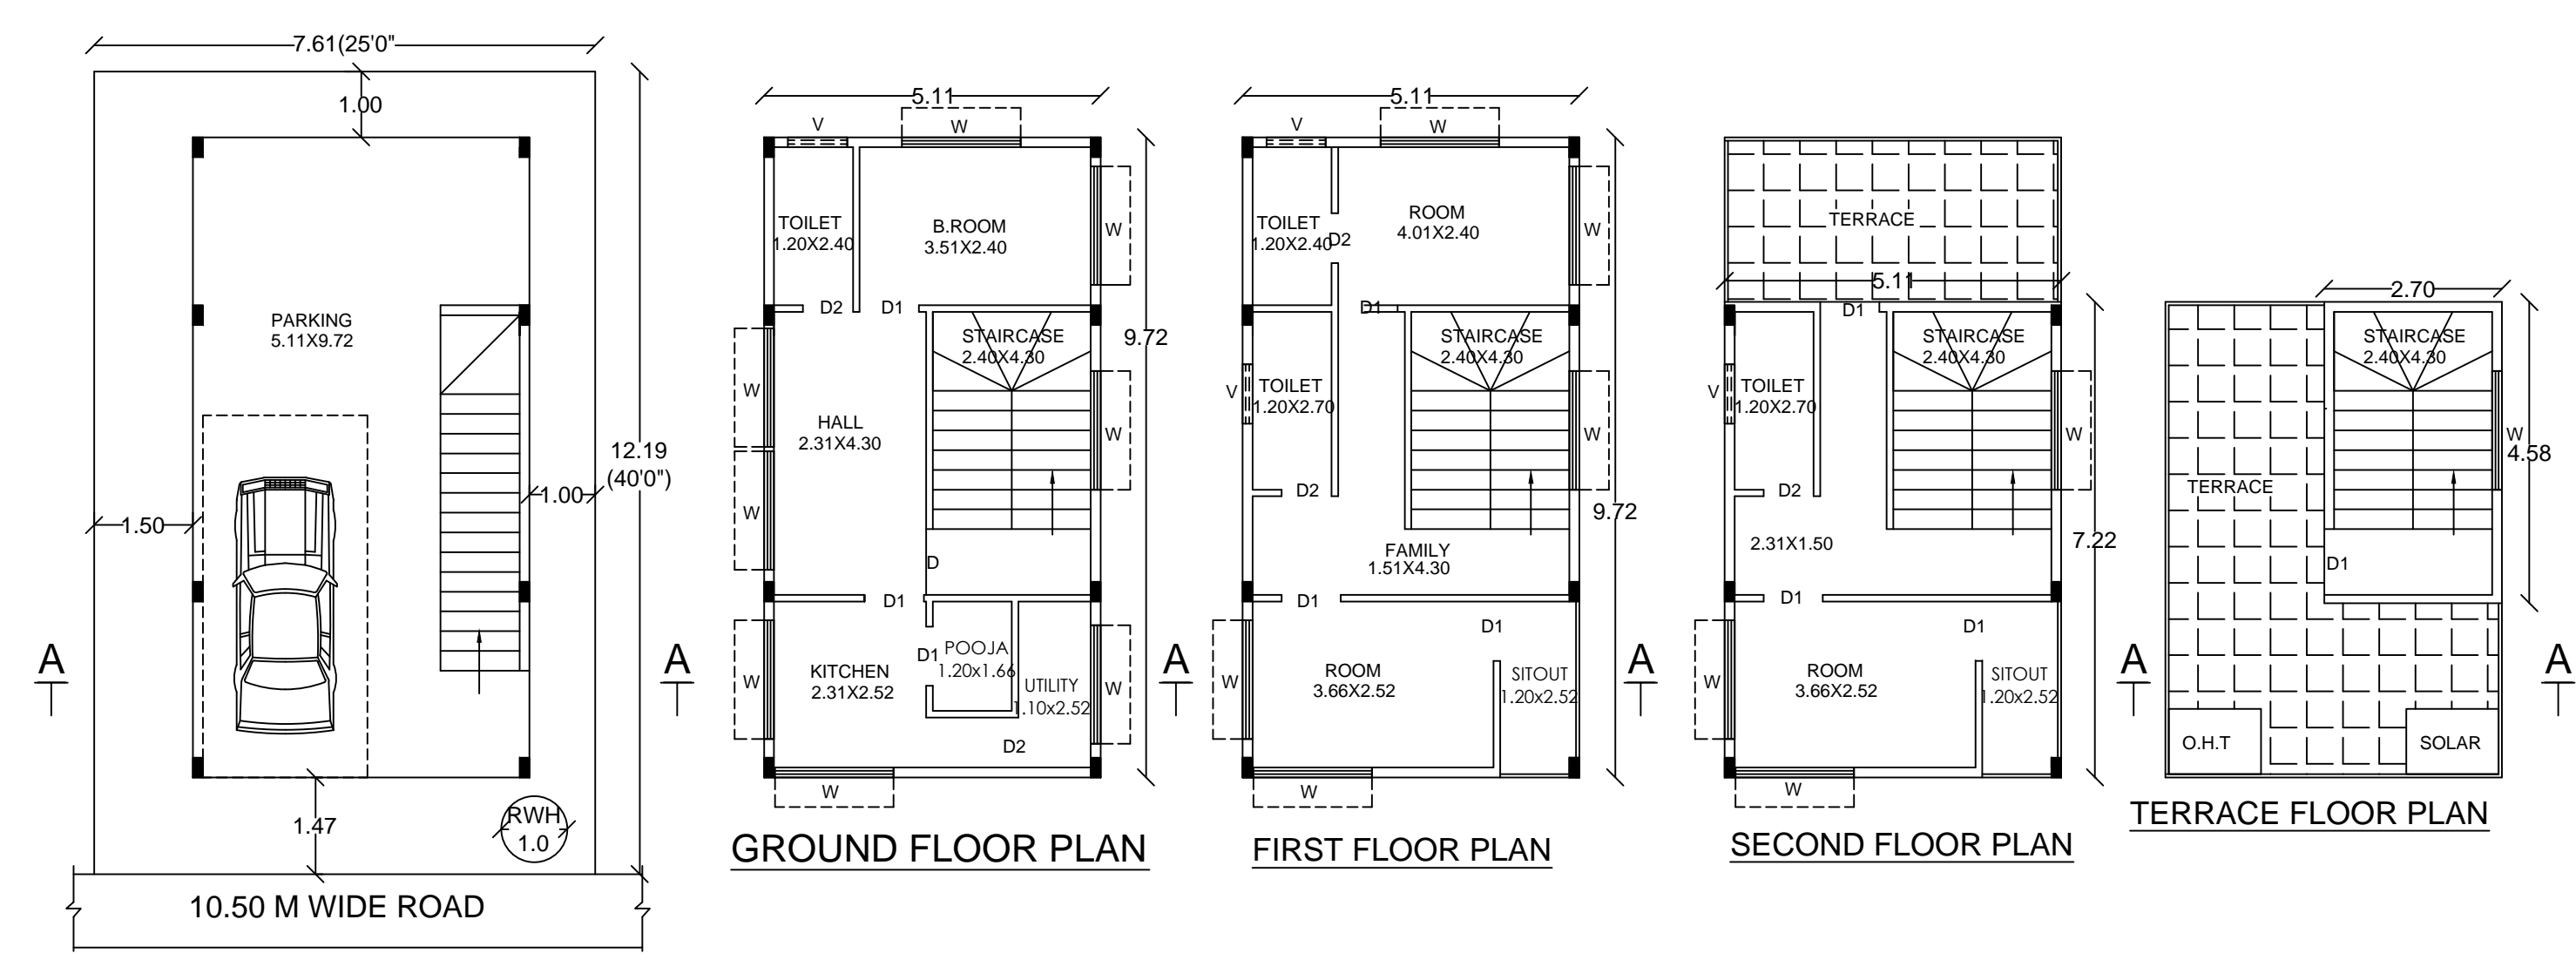 7.61(25'0"
1.00
PARKING
5.11X9.72
12.19
(40'0")
1.00
1.50
A
A
1.47
RWH
1.0
10.50 M WIDE ROAD
5.11
V
W
TOILET
1.20X2.40
B.ROOM
3.51X2.40
W
D2
D1
STAIRCASE
2.40X4.30
9.72
W
HALL
2.31X4.30
W
W
D
D1
KITCHEN
2.31X2.52
W
D1
POOJA
1.20x1.66
UTILITY
1.10x2.52
W
D2
W
A
GROUND FLOOR PLAN
5.11
V
W
TOILET
1.20X2.40
D2
ROOM
4.01X2.40
W
D1
STAIRCASE
2.40X4.30
V
TOILET
1.20X2.70
W
D2
9.72
FAMILY
1.51X4.30
D1
D1
W
ROOM
3.66X2.52
SITOUT
1.20x2.52
W
A
FIRST FLOOR PLAN
TERRACE
5.11
D1
STAIRCASE
2.40X4.30
V
TOILET
1.20X2.70
W
D2
2.31X1.50
7.22
D1
D1
W
ROOM
3.66X2.52
SITOUT
1.20x2.52
W
A
SECOND FLOOR PLAN
2.70
STAIRCASE
2.40X4.30
W
4.58
TERRACE
D1
O.H.T
SOLAR
A
TERRACE FLOOR PLAN